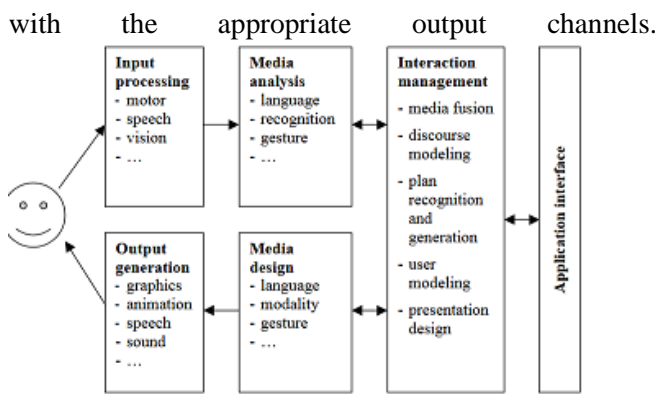 with the appropriate output channels.
Input
processing
- motor
- speech
- vision
- ...
Media
analysis
- language
- recognition
- gesture
- ...
Interaction
management
- media fusion
- discourse
modeling
- plan
recognition
and
generation
- user
modeling
- presentation
design
Output
generation
- graphics
- animation
- speech
- sound
- ...
Media
design
- language
- modality
- gesture
- ...
Application interface